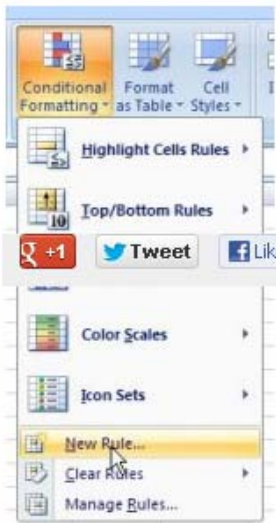 Conditional Format Cell
Formatting as Table Styles
Highlight Cells Rules
≤>
Top/Bottom Rules
10
g +1 Tweet f Lik
Color Scales
Icon Sets
New Rule...
Clear Rules
Manage Rules...